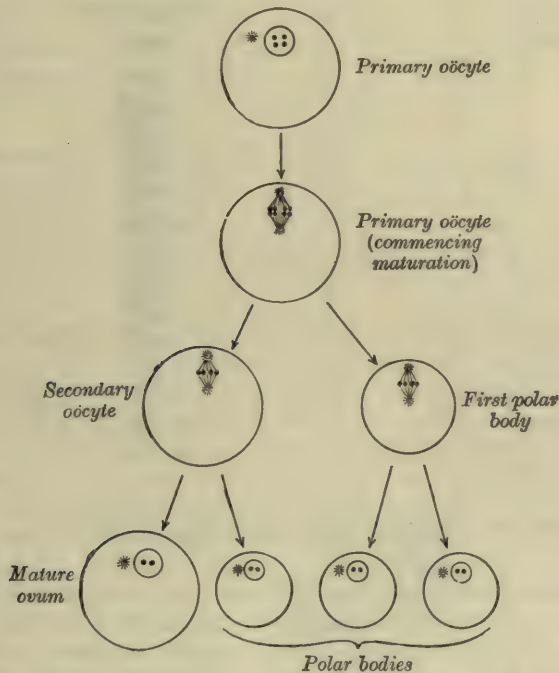 Primary oöcyte
Primary oöcyte
(commencing
maturation)
Secondary
oöcyte
First polar
body
Mature
ovum
Polar bodies